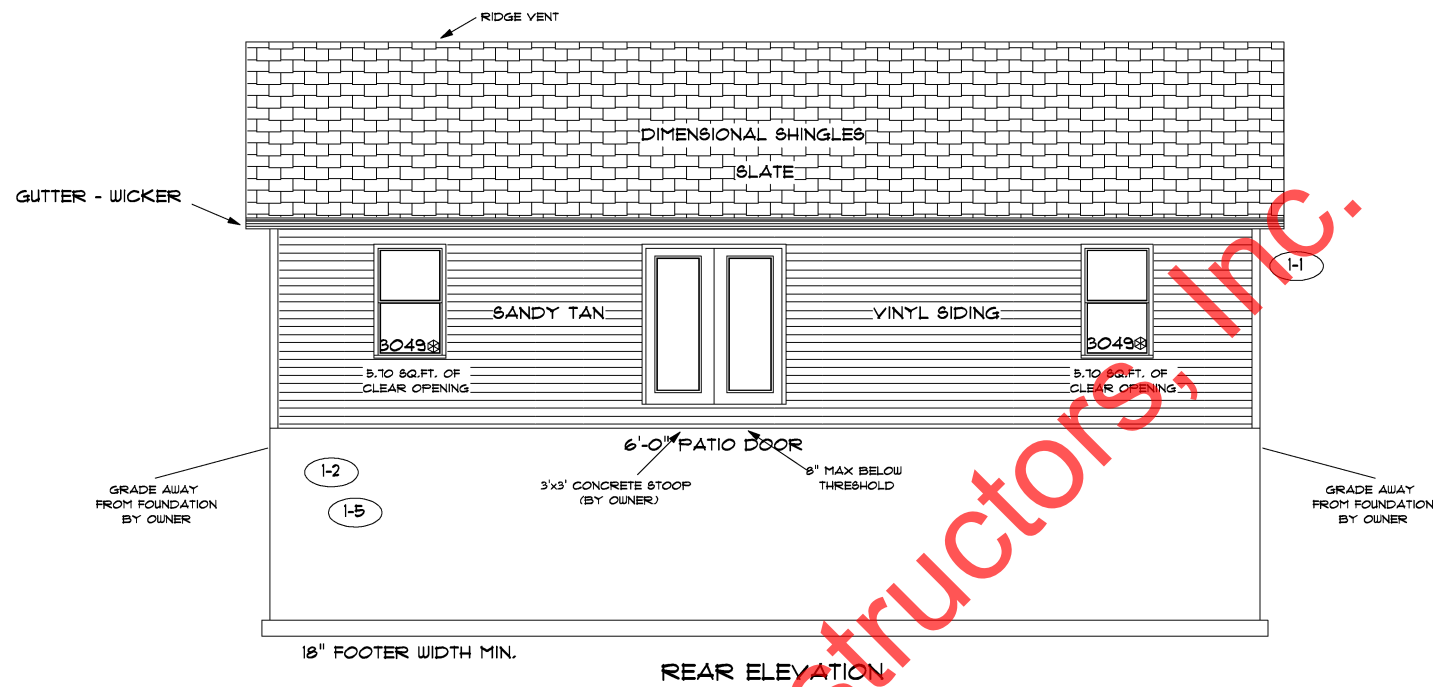 RIDGE VENT
DIMENSIONAL SHINGLES
SLATE
GUTTER - WICKER
1-1
SANDY TAN
VINYL SIDING
3049
3049
5.70 SQ.FT. OF
CLEAR OPENING
5.70 SQ.FT. OF
CLEAR OPENING
6'-0" PATIO DOOR
1-2
3'x3' CONCRETE STOOP
(BY OWNER)
8" MAX BELOW
THRESHOLD
GRADE AWAY
FROM FOUNDATION
BY OWNER
GRADE AWAY
FROM FOUNDATION
BY OWNER
1-5
18" FOOTER WIDTH MIN.
REAR ELEVATION
structors, Inc.